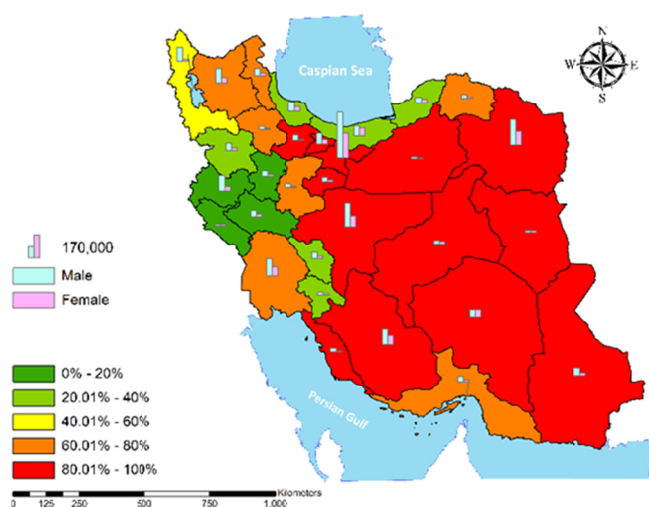 N
W E
S
Caspian Sea
170,000
Male
Female
Persian Gulf
0% - 20%
20.01% - 40%
40.01% - 60%
60.01% - 80%
80.01% - 100%
Kilometers
0 125 250 500 750 1,000